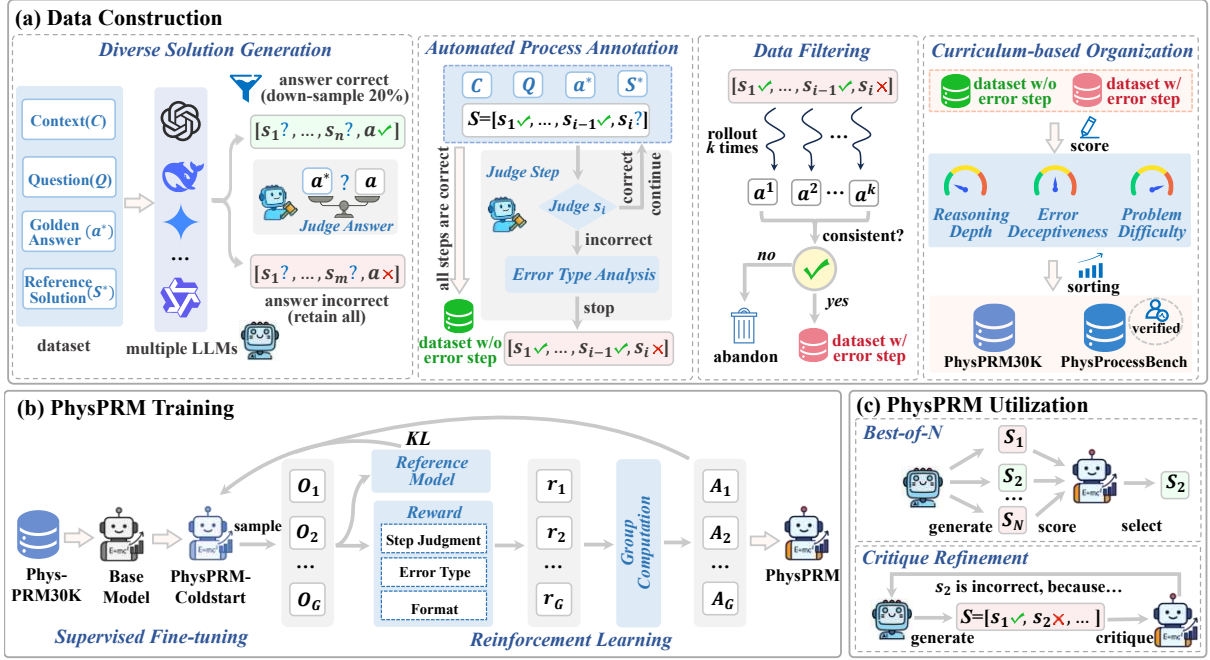 (a) Data Construction
Diverse Solution Generation
Context(C)
Question(Q)
Golden
Answer (a*)
Reference
Solution(S*)
dataset
...
multiple LLMs
answer correct
(down-sample 20%)
[s1?, ..., sn?, a✓]
a* ? a
Judge Answer
[s1?, ..., sm?, a×]
answer incorrect
(retain all)
Automated Process Annotation
C Q a* S*
S=[s1✓, ..., si−1✓, si?]
all steps are correct
Judge Step
Judge si
correct
continue
incorrect
Error Type Analysis
stop
dataset w/o
error step
[s1✓, ..., si−1✓, si×]
Data Filtering
[s1✓, ..., si−1✓, si×]
rollout
k times
...
a1 a2 ... ak
consistent?
no
yes
abandon
dataset w/
error step
Curriculum-based Organization
dataset w/o
error step
dataset w/
error step
score
Reasoning
Depth
Error
Deceptiveness
Problem
Difficulty
sorting
verified
PhysPRM30K
PhysProcessBench
(b) PhysPRM Training
Phys-
PRM30K
E=mc²
Base
Model
E=mc²
PhysPRM-
Coldstart
sample
O1
O2
...
OG
KL
Reference
Model
Reward
Step Judgment
Error Type
Format
r1
r2
...
rG
Group
Computation
A1
A2
...
AG
E=mc²
PhysPRM
Supervised Fine-tuning
Reinforcement Learning
(c) PhysPRM Utilization
Best-of-N
S1
S2
...
SN
E=mc²
S2
generate
score
select
Critique Refinement
s2 is incorrect, because...
S=[s1✓, s2×, ...]
E=mc²
generate
critique